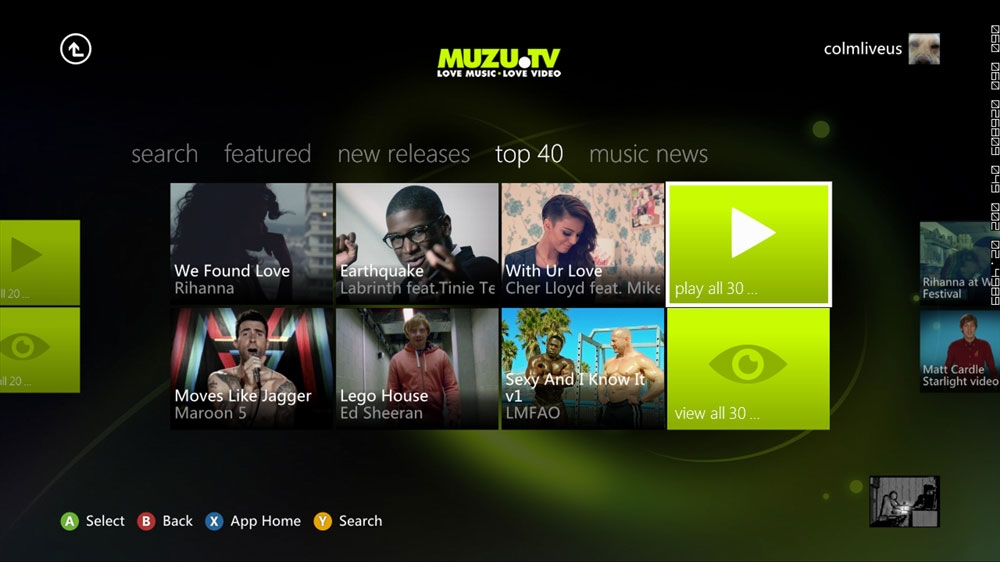 colmliveus
MUZU.TV
LOVE MUSIC • LOVE VIDEO
search
featured
new releases
top 40
music news
We Found Love
Rihanna
Earthquake
Labrinth feat.Tinie Te
With Ur Love
Cher Lloyd feat. Mike
play all 30 ...
Moves Like Jagger
Maroon 5
Lego House
Ed Sheeran
Sexy And I Know It
v1
LMFAO
view all 30 ...
ll 20 ...
all 20 ...
Rihanna at W
Festival
Matt Cardle
Starlight video
A Select
B Back
X App Home
Y Search